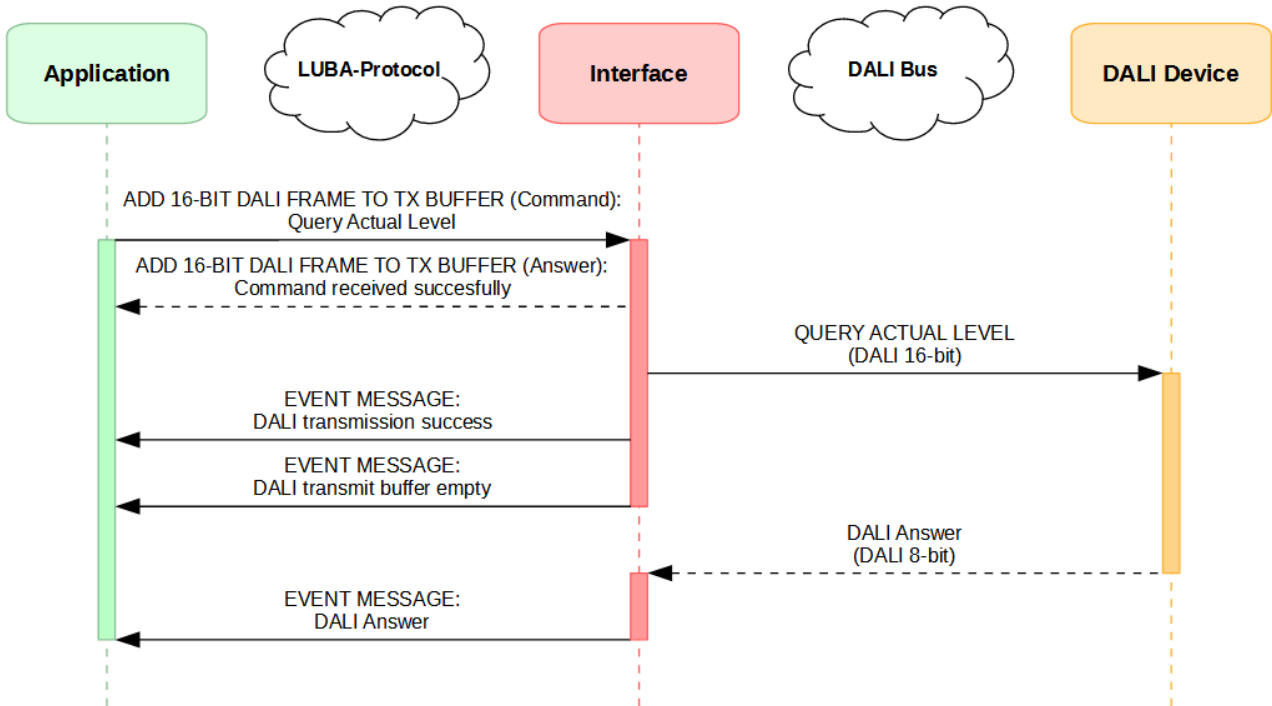 Application
LUBA-Protocol
Interface
DALI Bus
DALI Device
ADD 16-BIT DALI FRAME TO TX BUFFER (Command):
Query Actual Level
ADD 16-BIT DALI FRAME TO TX BUFFER (Answer):
Command received succesfully
QUERY ACTUAL LEVEL
(DALI 16-bit)
EVENT MESSAGE:
DALI transmission success
EVENT MESSAGE:
DALI transmit buffer empty
DALI Answer
(DALI 8-bit)
EVENT MESSAGE:
DALI Answer